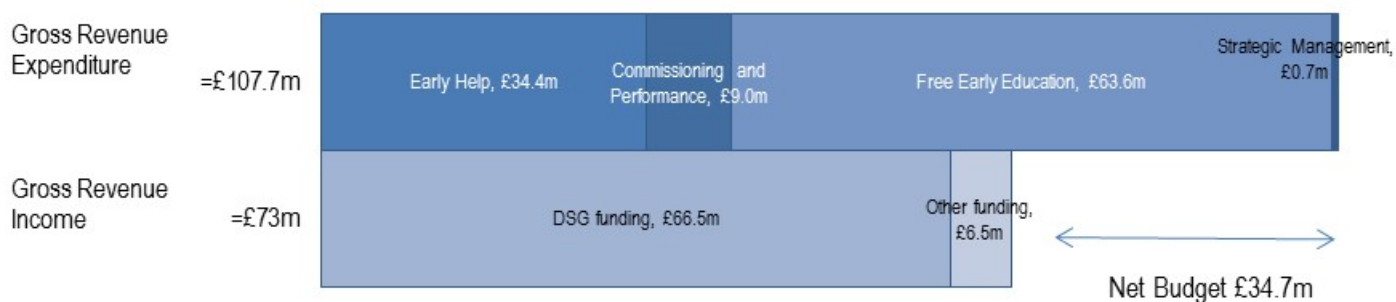 Gross Revenue
Expenditure
=£107.7m
Early Help, £34.4m
Commissioning and
Performance, £9.0m
Free Early Education, £63.6m
Strategic Management,
£0.7m
Gross Revenue
Income
=£73m
DSG funding, £66.5m
Other funding,
£6.5m
Net Budget £34.7m